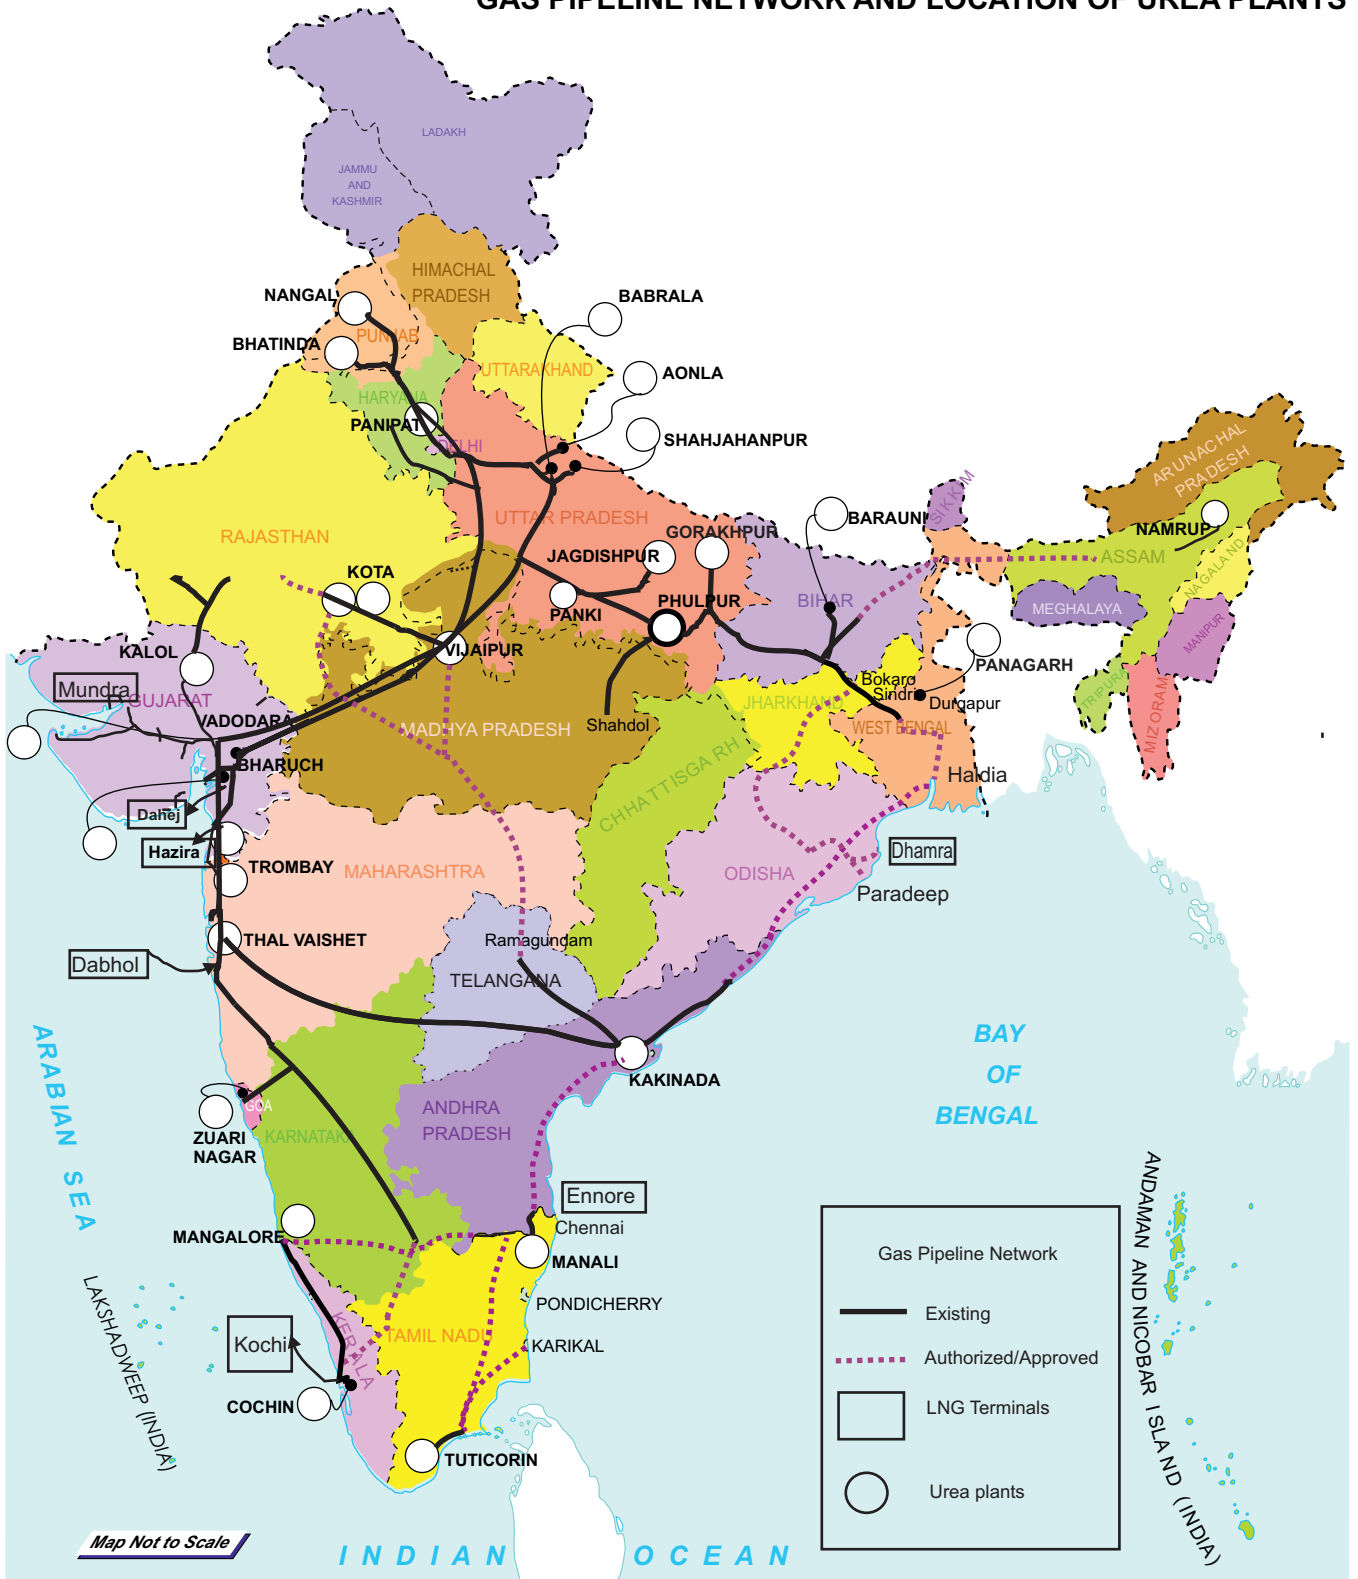 GAS PIPELINE NETWORK AND LOCATION OF UREA PLANTS
LADAKH
JAMMU
AND
KASHMIR
HIMACHAL
PRADESH
NANGAL
PUNJAB
BHATINDA
BABRALA
UTTARAKHAND
AONLA
HARYANA
PANIPAT
DELHI
SHAHJAHANPUR
ARUNACHAL
PRADESH
SIKKIM
RAJASTHAN
UTTAR PRADESH
GORAKHPUR
BARAUNI
NAMRUP
JAGDISHPUR
ASSAM
NAGALAND
KOTA
PHULPUR
BIHAR
MEGHALAYA
PANKI
MANIPUR
KALOL
VIJAIPUR
PANAGARH
Mundra
GUJARAT
Bokaro
Sindri
Durgapur
TRIPURA
MIZORAM
VADODARA
MADHYA PRADESH
Shahdol
JHARKHAND
WEST BENGAL
BHARUCH
CHHATTISGARH
Haldia
Dahej
Hazira
TROMBAY
MAHARASHTRA
ODISHA
Dhamra
Paradeep
THAL VAISHET
Ramagundam
Dabhol
TELANGANA
ARABIAN SEA
BAY
OF
BENGAL
KAKINADA
GOA
ANDHRA
PRADESH
ZUARI
NAGAR
KARNATAKA
Ennore
Chennai
MANGALORE
MANALI
LAKSHADWEEP (INDIA)
PONDICHERRY
Kochi
KERALA
TAMIL NADU
KARIKAL
COCHIN
TUTICORIN
Gas Pipeline Network
Existing
Authorized/Approved
LNG Terminals
Urea plants
ANDAMAN AND NICOBAR ISLAND (INDIA)
Map Not to Scale
INDIAN OCEAN